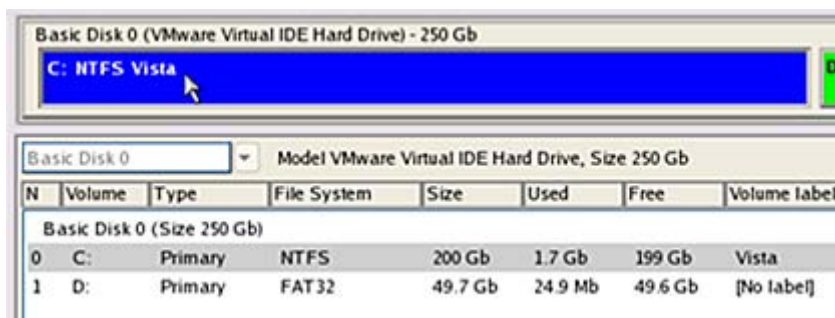 Basic Disk 0 (VMware Virtual IDE Hard Drive) - 250 Gb
C: NTFS Vista
Basic Disk 0 Model VMware Virtual IDE Hard Drive, Size 250 Gb
N Volume Type File System Size Used Free Volume label
Basic Disk 0 (Size 250 Gb)
0 C: Primary NTFS 200 Gb 1.7 Gb 199 Gb Vista
1 D: Primary FAT32 49.7 Gb 24.9 Mb 49.6 Gb [No label]